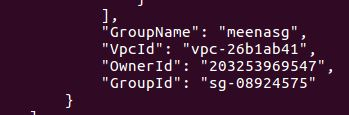 ],
"GroupName": "meenasg",
"VpcId": "vpc-26b1ab41",
"OwnerId": "203253969547",
"GroupId": "sg-08924575"
}